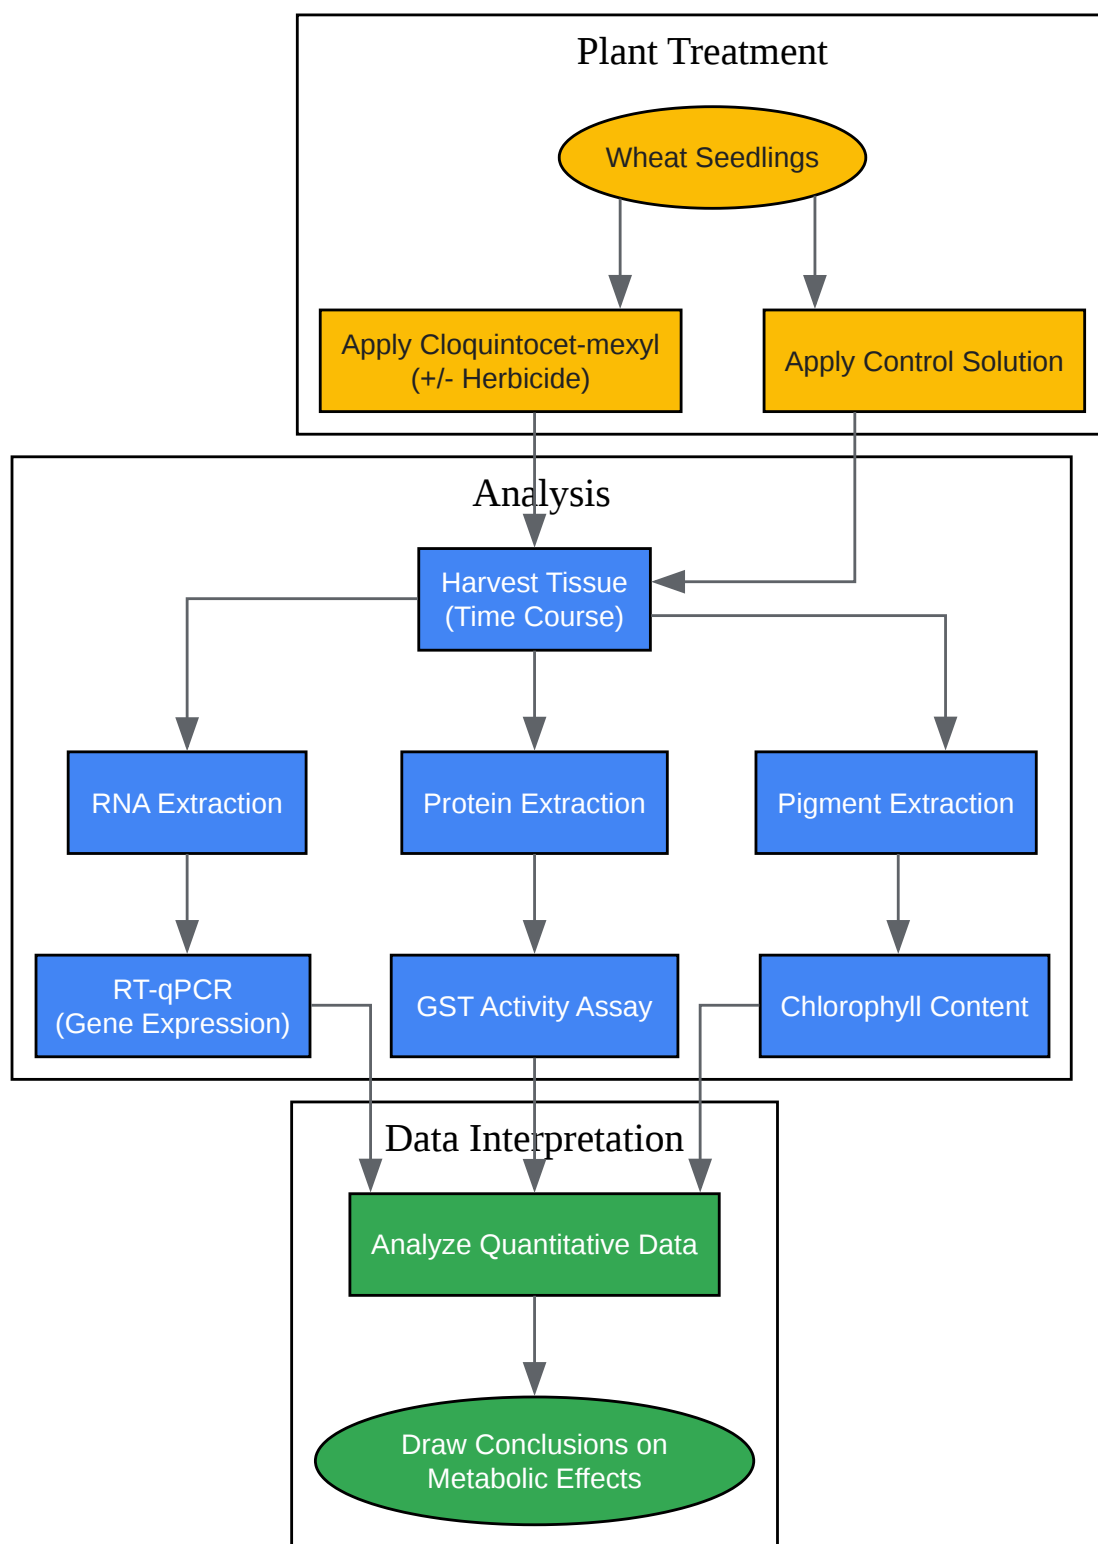 Plant Treatment
Wheat Seedlings
Apply Cloquintocet-mexyl
(+/- Herbicide)
Apply Control Solution
Analysis
Harvest Tissue
(Time Course)
RNA Extraction
Protein Extraction
Pigment Extraction
RT-qPCR
(Gene Expression)
GST Activity Assay
Chlorophyll Content
Data Interpretation
Analyze Quantitative Data
Draw Conclusions on
Metabolic Effects